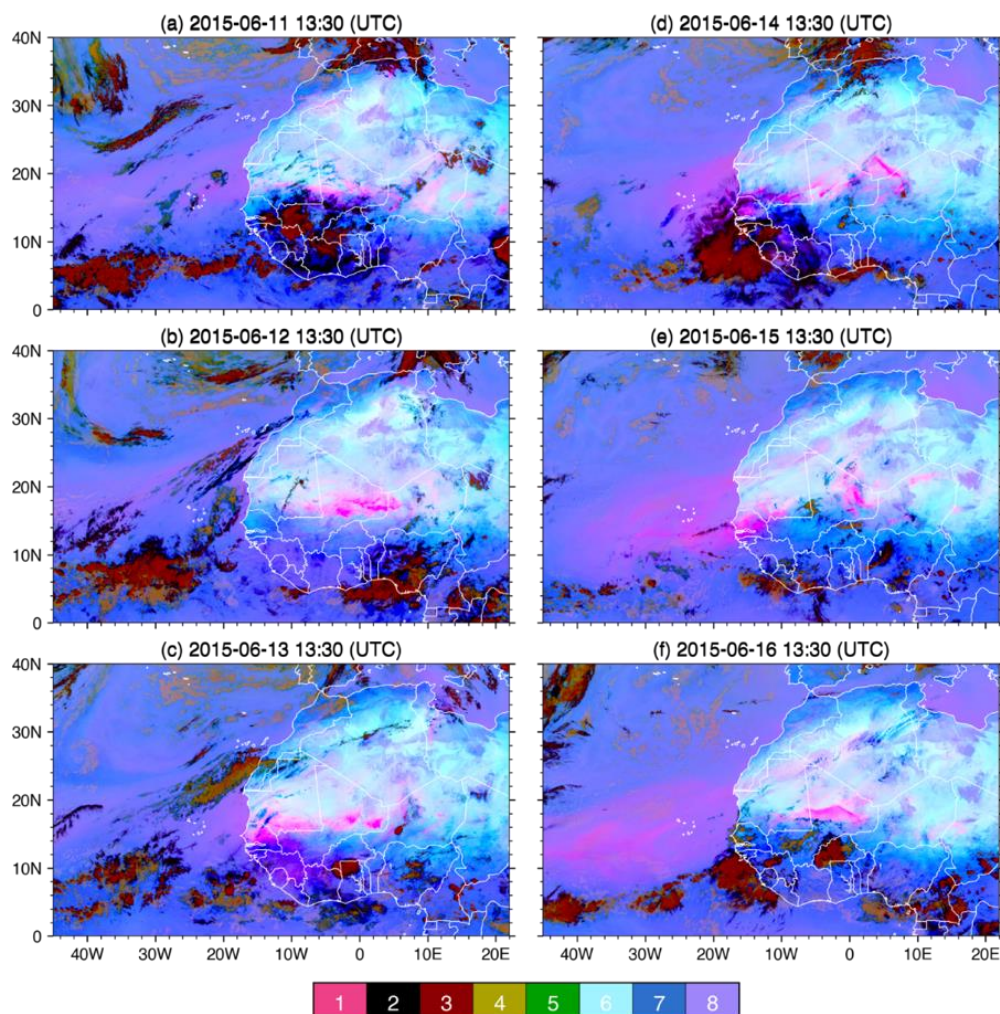 (a) 2015-06-11 13:30 (UTC)
(d) 2015-06-14 13:30 (UTC)
40N
30N
20N
10N
0
(b) 2015-06-12 13:30 (UTC)
(e) 2015-06-15 13:30 (UTC)
40N
30N
20N
10N
0
(c) 2015-06-13 13:30 (UTC)
(f) 2015-06-16 13:30 (UTC)
40N
30N
20N
10N
0
40W 30W 20W 10W 0 10E 20E
40W 30W 20W 10W 0 10E 20E
1 2 3 4 5 6 7 8